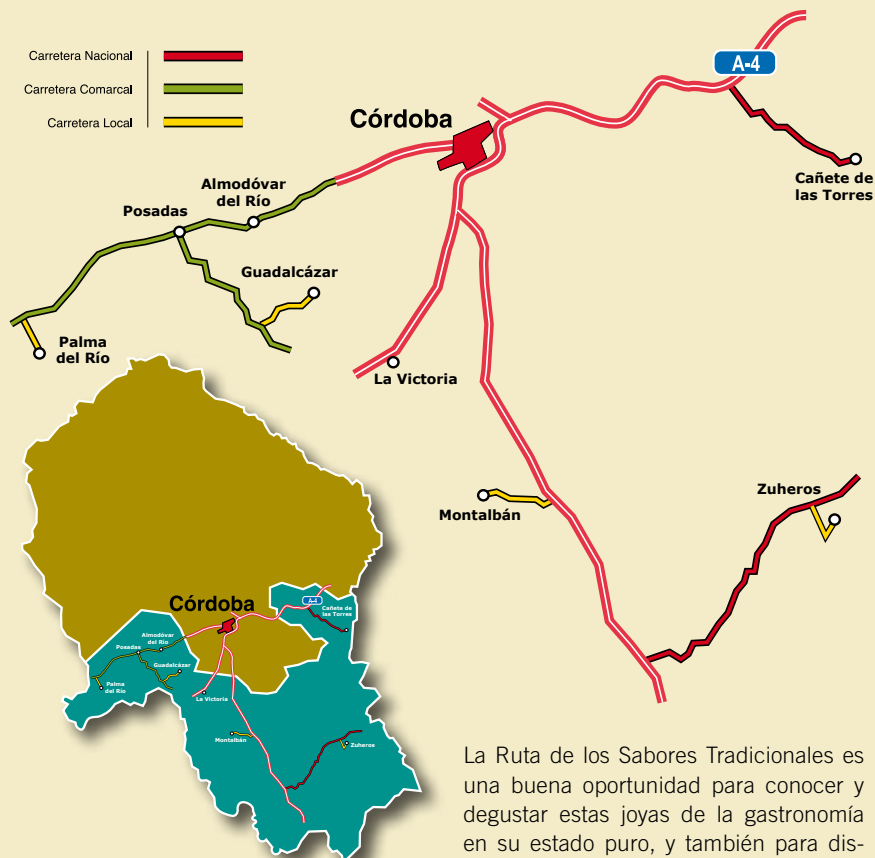 Carretera Nacional
Carretera Comarcal
Carretera Local
A-4
Córdoba
Cañete de
las Torres
Almodóvar
del Río
Posadas
Guadalcázar
Palma
del Río
La Victoria
Montalbán
Zuheros
Córdoba
A-4
Cañete de
las Torres
Almodóvar
del Río
Posadas
Guadalcázar
Palma
del Río
La Victoria
Montalbán
Zuheros
La Ruta de los Sabores Tradicionales es
una buena oportunidad para conocer y
degustar estas joyas de la gastronomía
en su estado puro, y también para dis-